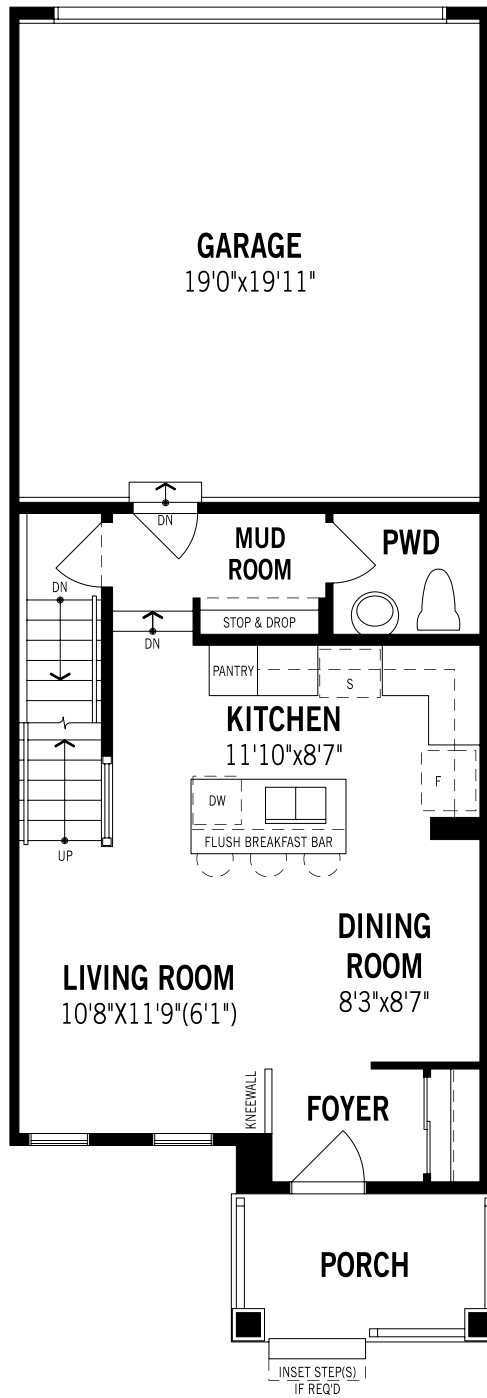 GARAGE
19'0"x19'11"
DN
MUD
ROOM
PWD
DN
STOP & DROP
DN
PANTRY
S
KITCHEN
11'10"x8'7"
F
DW
FLUSH BREAKFAST BAR
UP
DINING
ROOM
8'3"x8'7"
LIVING ROOM
10'8"X11'9"(6'1")
KNEEWALL
FOYER
PORCH
INSET STEP(S)
IF REQ'D